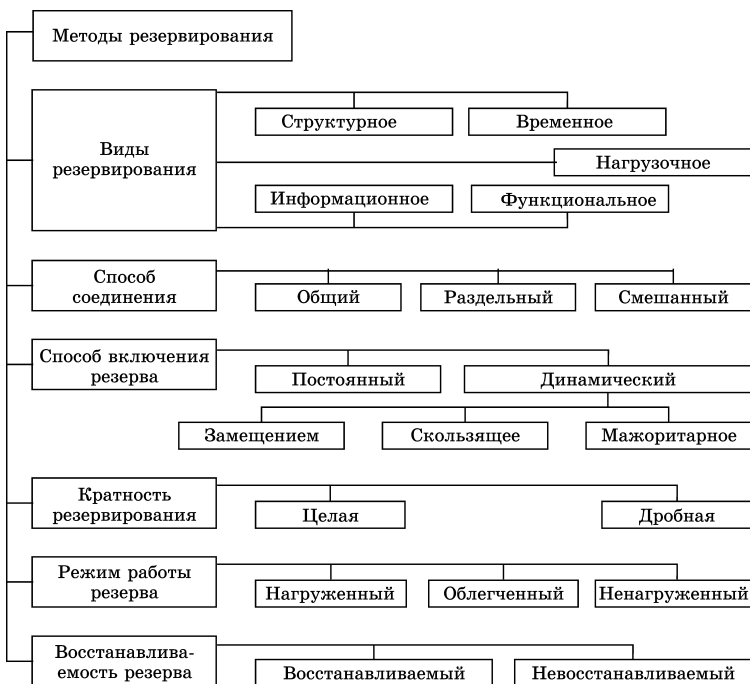 Методы резервирования
Виды
резервирования
Структурное
Временное
Нагрузочное
Информационное
Функциональное
Способ
соединения
Общий
Раздельный
Смешанный
Способ включения
резерва
Постоянный
Динамический
Замещением
Скользящее
Мажоритарное
Кратность
резервирования
Целая
Дробная
Режим работы
резерва
Нагруженный
Облегченный
Ненагруженный
Восстанавлива-
емость резерва
Восстанавливаемый
Невосстанавливаемый